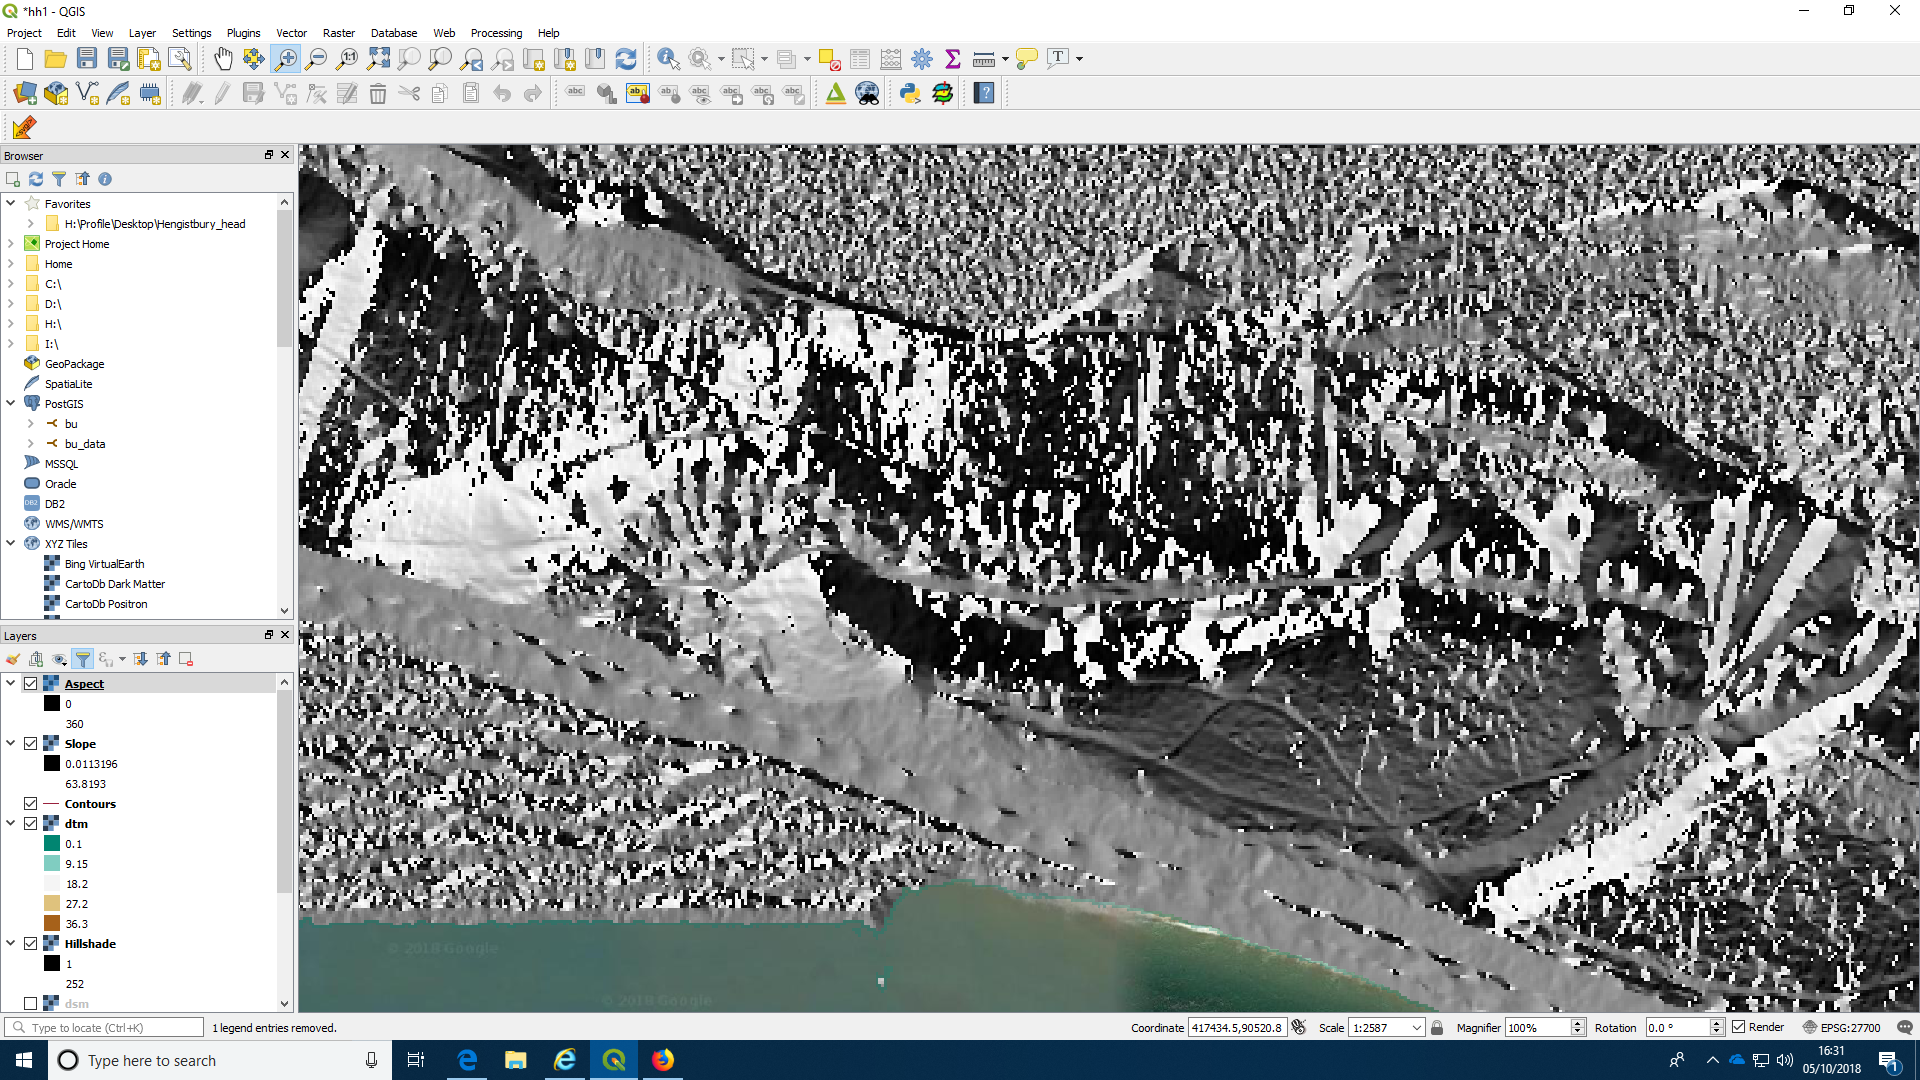 *hh1 - QGIS
Project Edit View Layer Settings Plugins Vector Raster Database Web Processing Help
Browser
Favorites
H:\Profile\Desktop\Hengistbury_head
Project Home
Home
C:\
D:\
H:\
I:\
GeoPackage
SpatiaLite
PostGIS
bu
bu_data
MSSQL
Oracle
DB2
WMS/WMTS
XYZ Tiles
Bing VirtualEarth
CartoDb Dark Matter
CartoDb Positron
Layers
Aspect
0
360
Slope
0.0113196
63.8193
Contours
dtm
0.1
9.15
18.2
27.2
36.3
Hillshade
1
252
dsm
© 2018 Google
© 2018 Google
Type to locate (Ctrl+K) 1 legend entries removed. Coordinate 417434.5,90520.8 Scale 1:2587 Magnifier 100% Rotation 0.0 ° Render EPSG:27700
Type here to search
16:31
05/10/2018
1